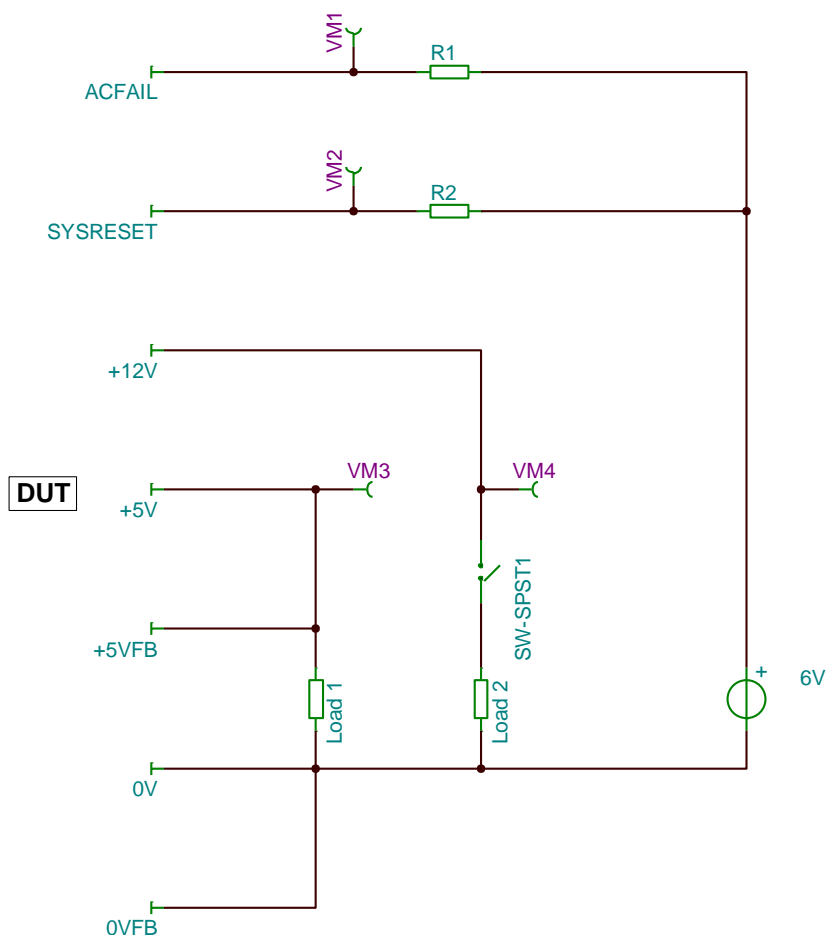 VM1
R1
ACFAIL
VM2
R2
SYSRESET
+12V
VM3
VM4
DUT
+5V
SW-SPST1
+5VFB
+
6V
Load 1
Load 2
0V
0VFB